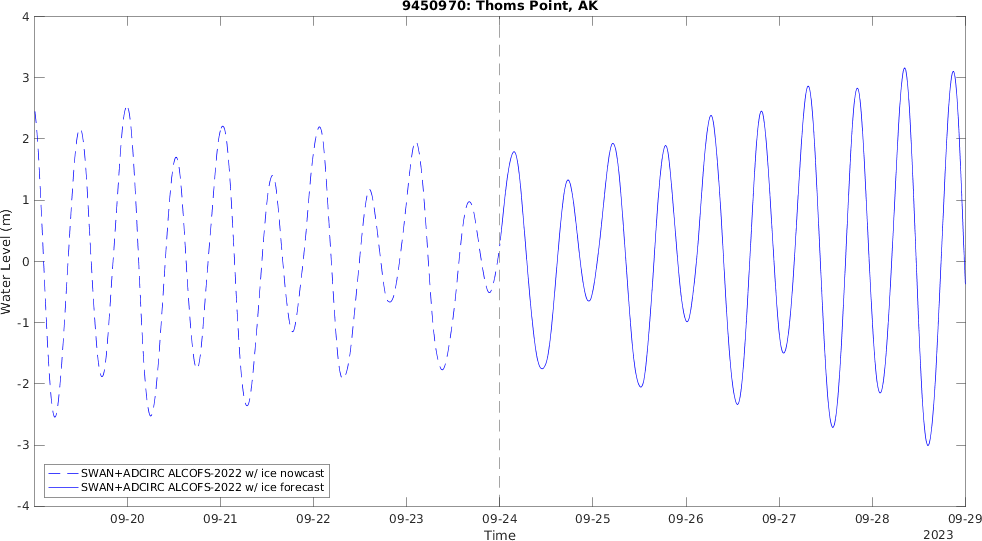 9450970: Thoms Point, AK
4
3
2
1
0
-1
-2
-3
-4
Water Level (m)
SWAN+ADCIRC ALCOFS-2022 w/ ice nowcast
SWAN+ADCIRC ALCOFS-2022 w/ ice forecast
09-20 09-21 09-22 09-23 09-24 09-25 09-26 09-27 09-28 09-29
Time
2023